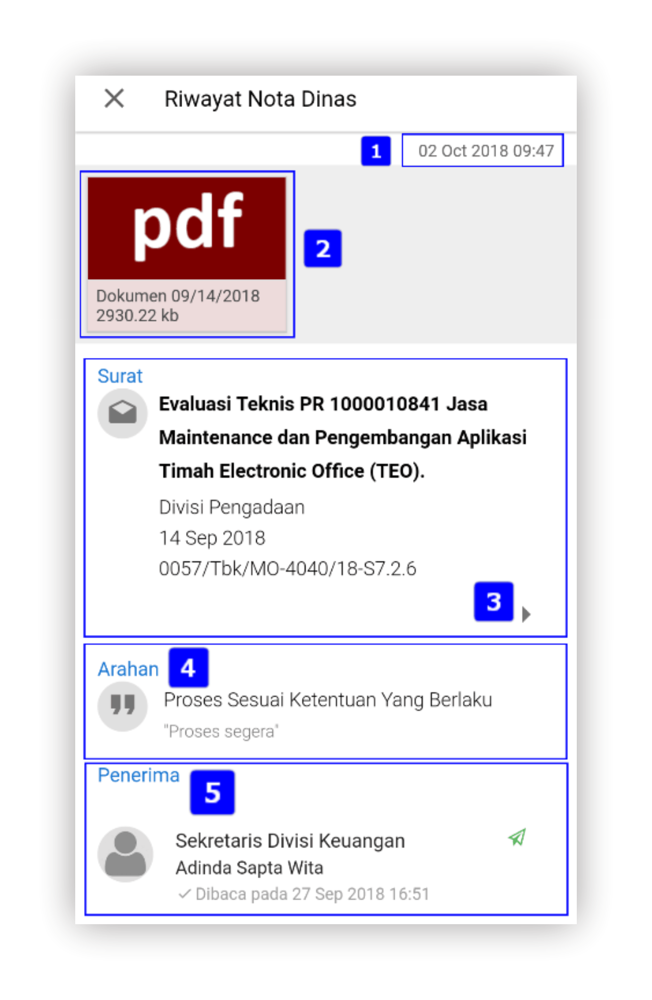 Riwayat Nota Dinas
1 02 Oct 2018 09:47
pdf
2
Dokumen 09/14/2018
2930.22 kb
Surat
Evaluasi Teknis PR 1000010841 Jasa
Maintenance dan Pengembangan Aplikasi
Timah Electronic Office (TEO).
Divisi Pengadaan
14 Sep 2018
0057/Tbk/MO-4040/18-S7.2.6
3
Arahan 4
Proses Sesuai Ketentuan Yang Berlaku
"Proses segera"
Penerima 5
Sekretaris Divisi Keuangan
Adinda Sapta Wita
Dibaca pada 27 Sep 2018 16:51